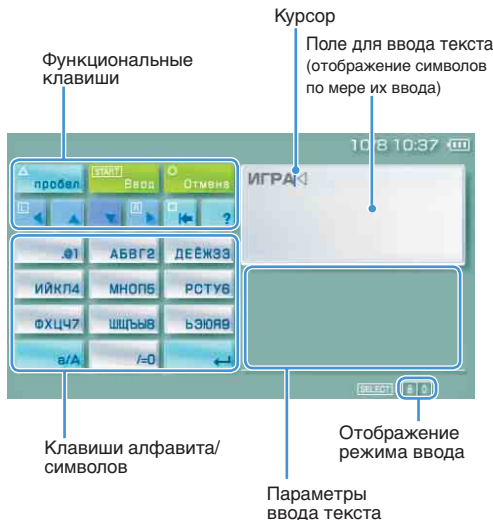 Курсор
Поле для ввода текста
(отображение символов
по мере их ввода)
Функциональные
клавиши
10/8 10:37
пробел START Ввод Отмена
L R ?
ИГРА
.@1 АБВГ2 ДЕЁЖЗ3
ИЙКЛ4 МНОП5 РСТУ6
ФХЦЧ7 ШЩЪЫ8 ЬЭЮЯ9
в/А /=0
SELECT
Клавиши алфавита/
символов
Отображение
режима ввода
Параметры
ввода текста